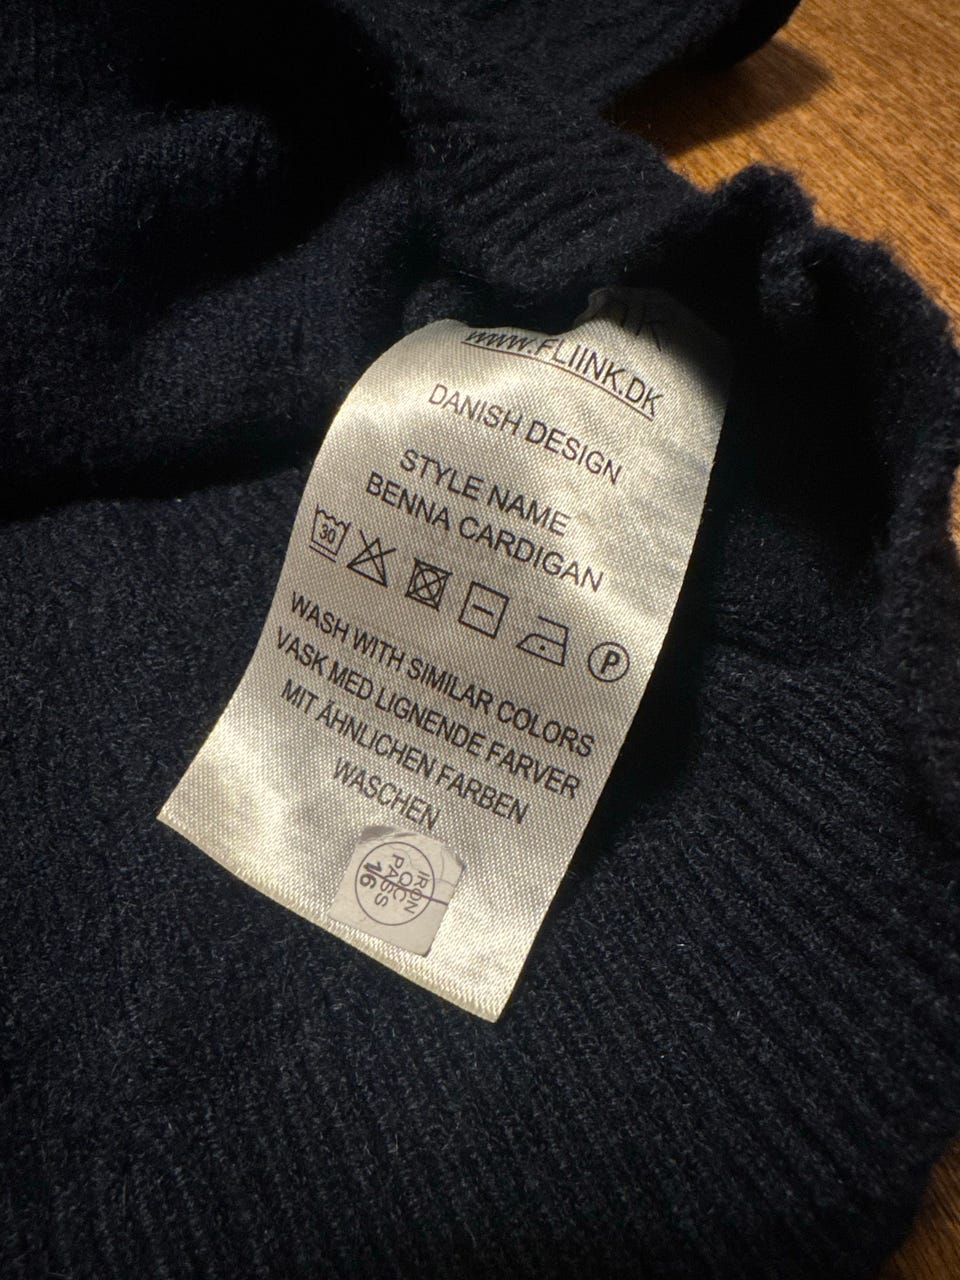 www.FLIINK.DK
DANISH DESIGN
STYLE NAME
BENNA CARDIGAN
30
P
WASH WITH SIMILAR COLORS
VASK MED LIGNENDE FARVER
MIT ÄHNLICHEN FARBEN
WASCHEN
IRON
QC
PASS
16